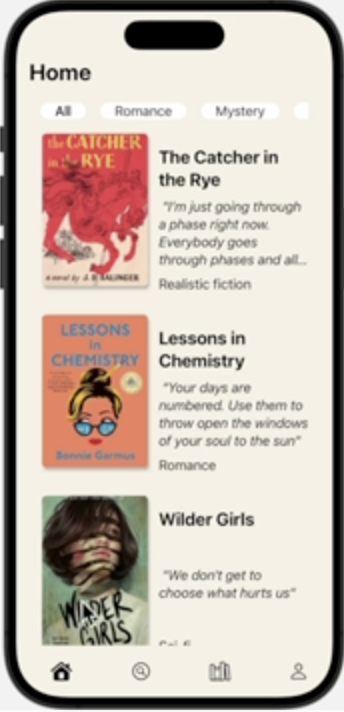 Home
All
Romance
Mystery
the CATCHER
in the RYE
a novel by J. D. SALINGER
The Catcher in
the Rye
"I'm just going through
a phase right now.
Everybody goes
through phases and all...
Realistic fiction
LESSONS
in
CHEMISTRY
Bonnie Garmus
Lessons in
Chemistry
"Your days are
numbered. Use them to
throw open the windows
of your soul to the sun"
Romance
WILDER
GIRLS
Wilder Girls
"We don't get to
choose what hurts us"
Sci-fi